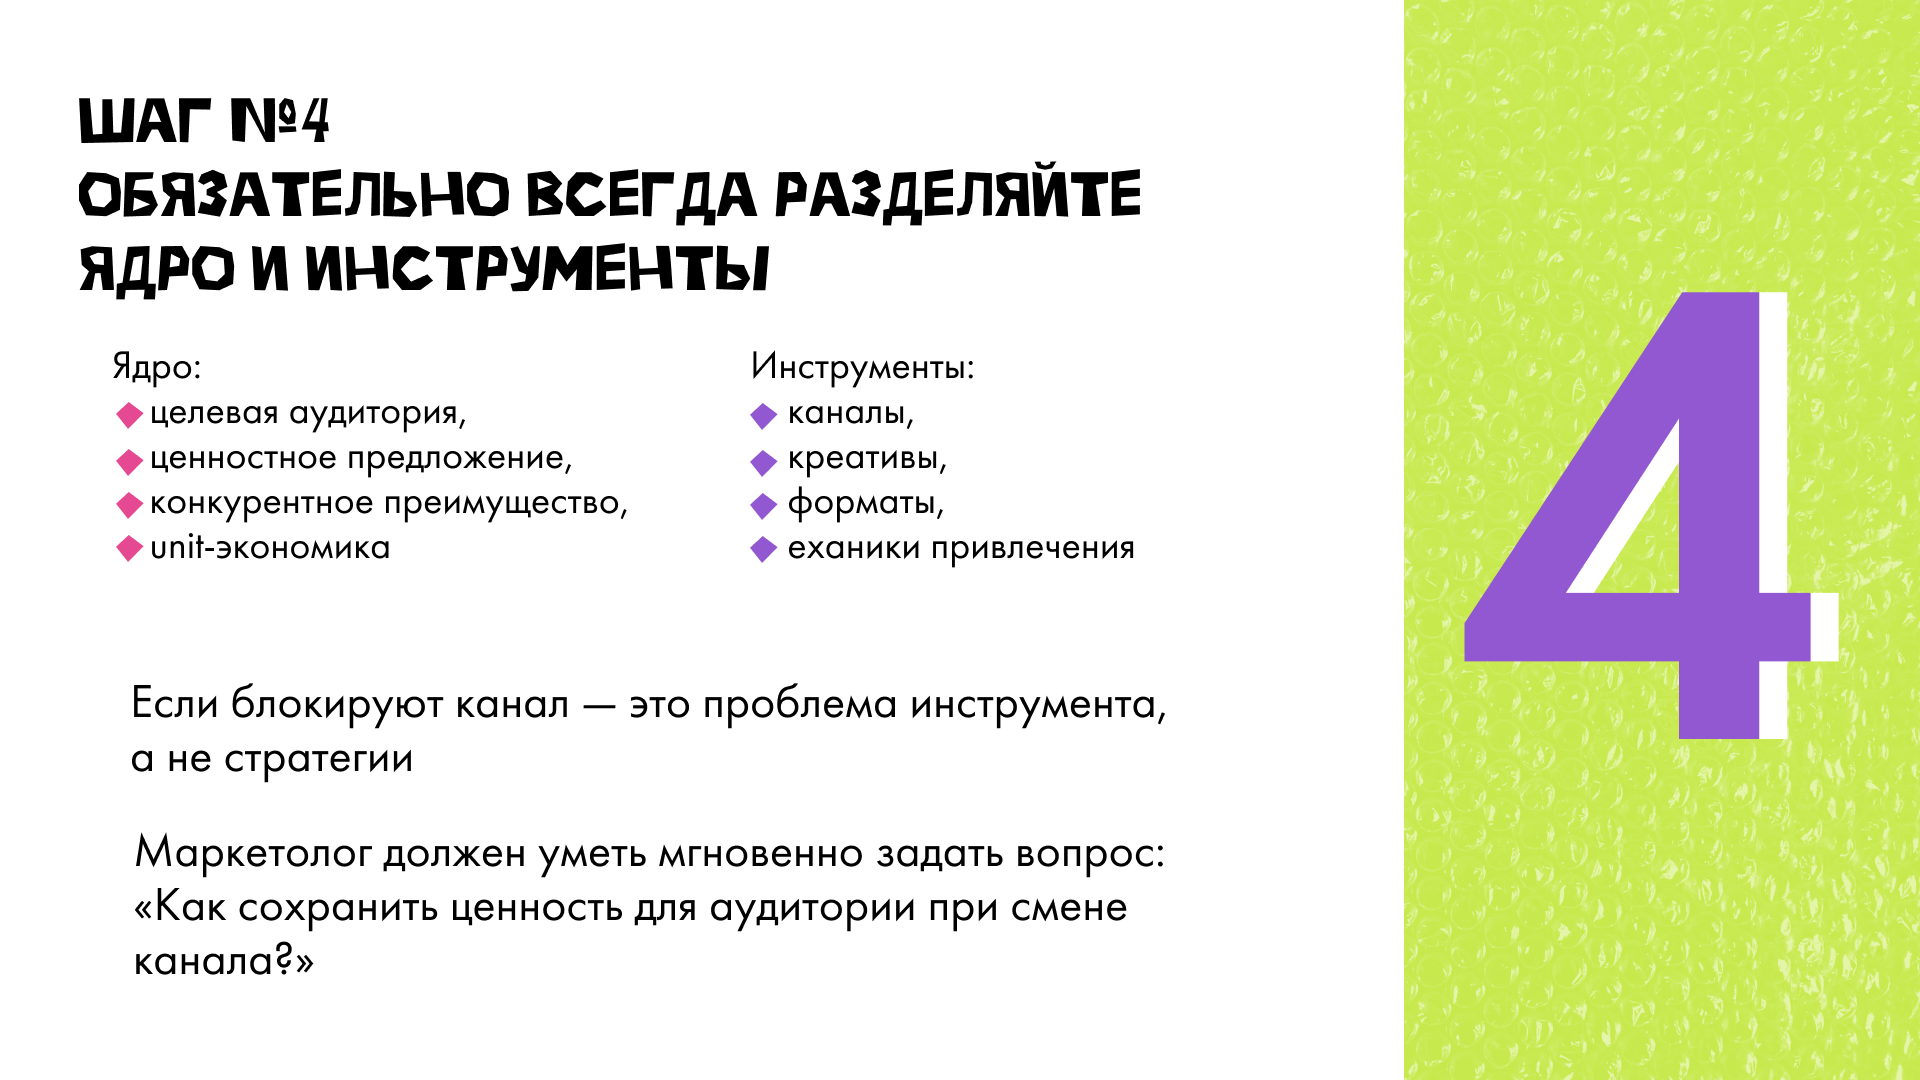 ШАГ №4
ОБЯЗАТЕЛЬНО ВСЕГДА РАЗДЕЛЯЙТЕ
ЯДРО И ИНСТРУМЕНТЫ
Ядро:
целевая аудитория,
ценностное предложение,
конкурентное преимущество,
unit-экономика
Инструменты:
каналы,
креативы,
форматы,
еханики привлечения
Если блокируют канал — это проблема инструмента,
а не стратегии
Маркетолог должен уметь мгновенно задать вопрос:
«Как сохранить ценность для аудитории при смене
канала?»
4